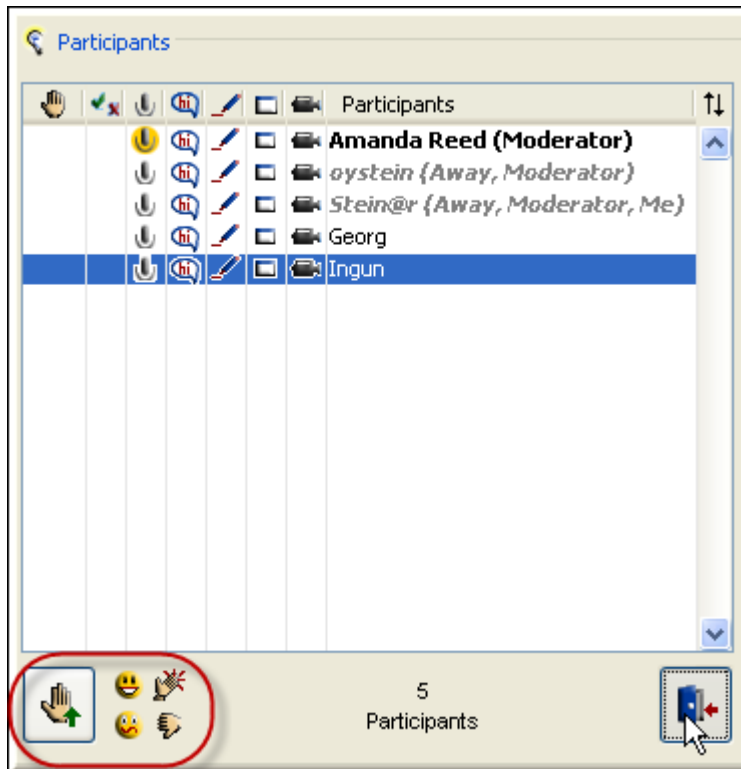 Participants
Participants
Amanda Reed (Moderator)
oystein (Away, Moderator)
Stein@r (Away, Moderator, Me)
Georg
Ingun
5
Participants